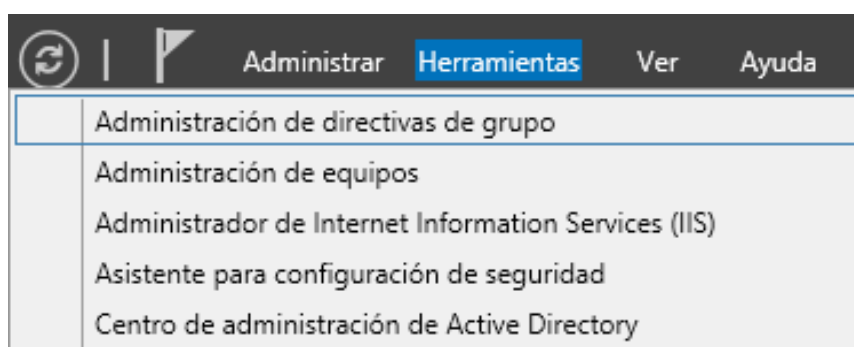 Administrar Herramientas Ver Ayuda
Administración de directivas de grupo
Administración de equipos
Administrador de Internet Information Services (IIS)
Asistente para configuración de seguridad
Centro de administración de Active Directory